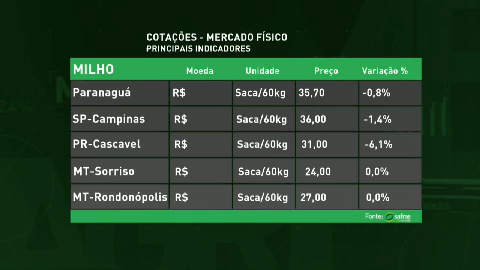 COTAÇÕES - MERCADO FÍSICO
PRINCIPAIS INDICADORES
MILHO Moeda Unidade Preço Variação %
Paranaguá R$ Saca/60kg 35,70 -0,8%
SP-Campinas R$ Saca/60kg 36,00 -1,4%
PR-Cascavel R$ Saca/60kg 31,00 -6,1%
MT-Sorriso R$ Saca/60kg 24,00 0,0%
MT-Rondonópolis R$ Saca/60kg 27,00 0,0%
Fonte: safras